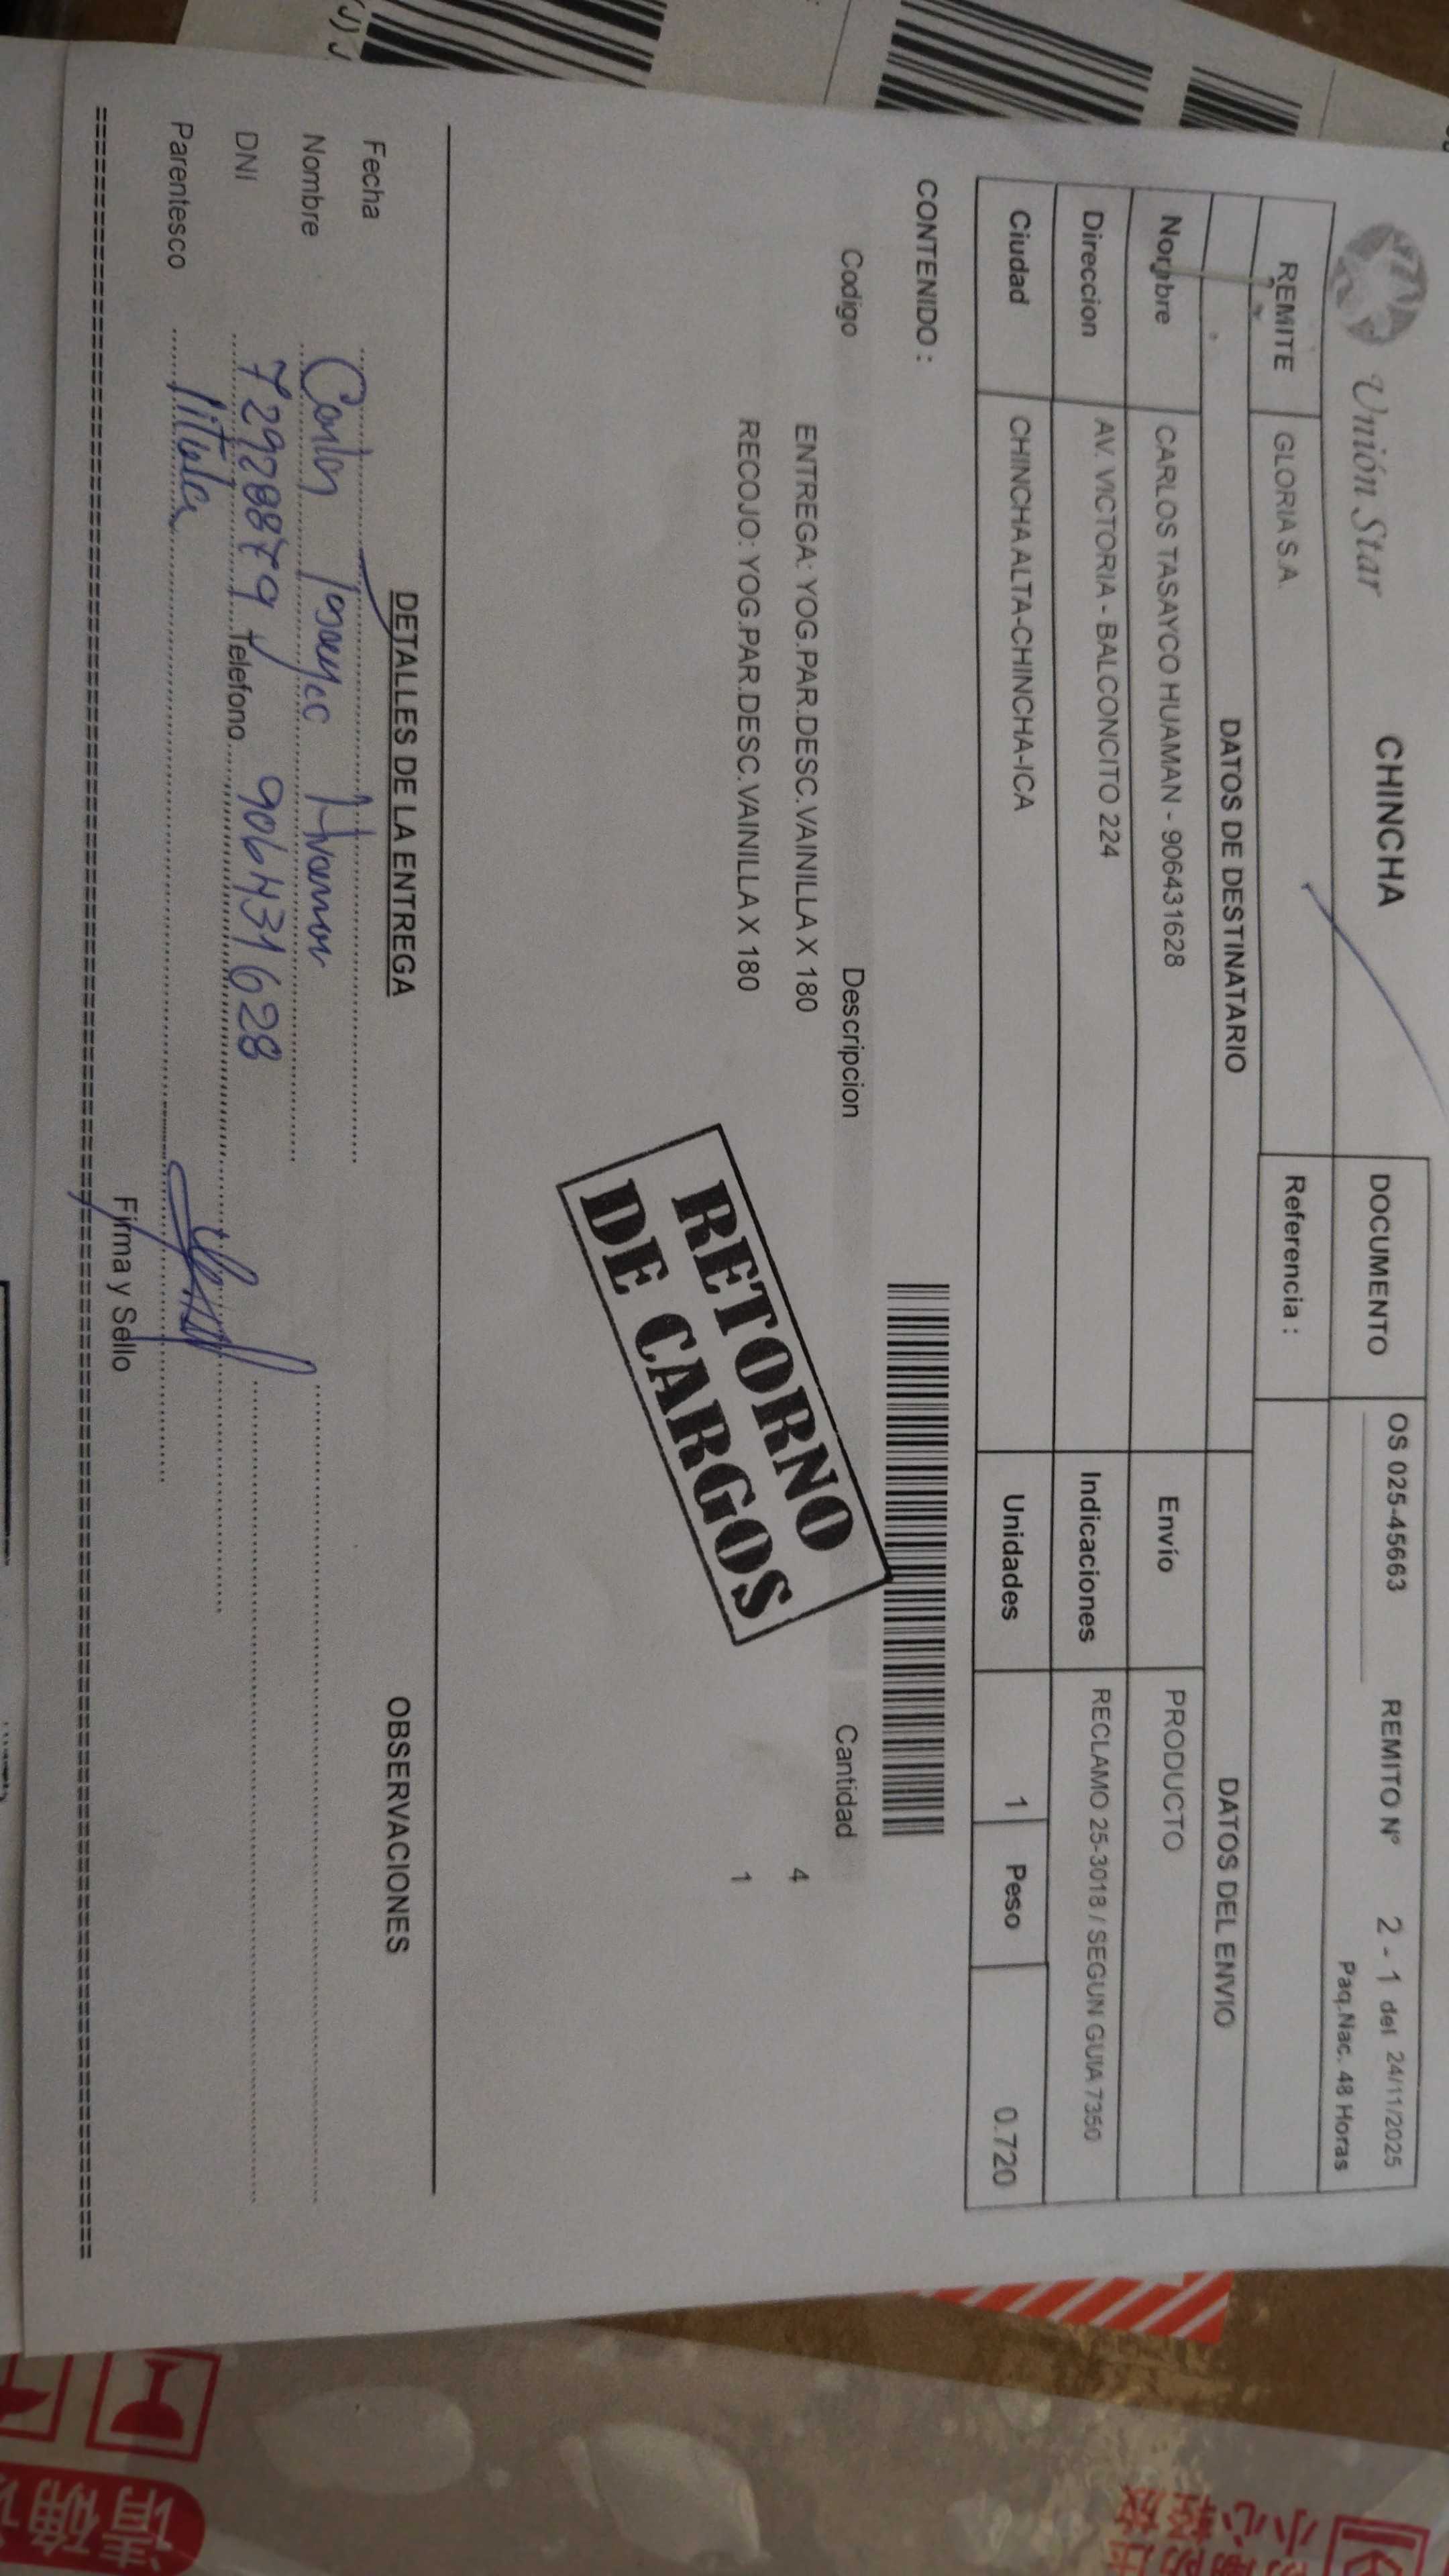 Unión Star
CHINCHA
DOCUMENTO
OS 025-45663
REMITO N° 2 - 1 del 24/11/2025
Paq.Nac. 48 Horas
REMITE
GLORIA S.A.
Referencia :
DATOS DE DESTINATARIO
DATOS DEL ENVIO
Nombre
CARLOS TASAYCO HUAMAN - 906431628
Envío
PRODUCTO
Direccion
AV. VICTORIA - BALCONCITO 224
Indicaciones
RECLAMO 25-3018 / SEGUN GUIA 7350
Ciudad
CHINCHA ALTA-CHINCHA-ICA
Unidades
1
Peso
0.720
CONTENIDO :
Codigo
Descripcion
Cantidad
ENTREGA: YOG.PAR.DESC.VAINILLA X 180
4
RECOJO: YOG.PAR.DESC.VAINILLA X 180
1
RETORNO
DE CARGOS
DETALLES DE LA ENTREGA
OBSERVACIONES
Fecha
Nombre Carlos Tasayco Huaman
DNI 72928879 Telefono 906431628
Parentesco Titular
Firma y Sello
小心轻放